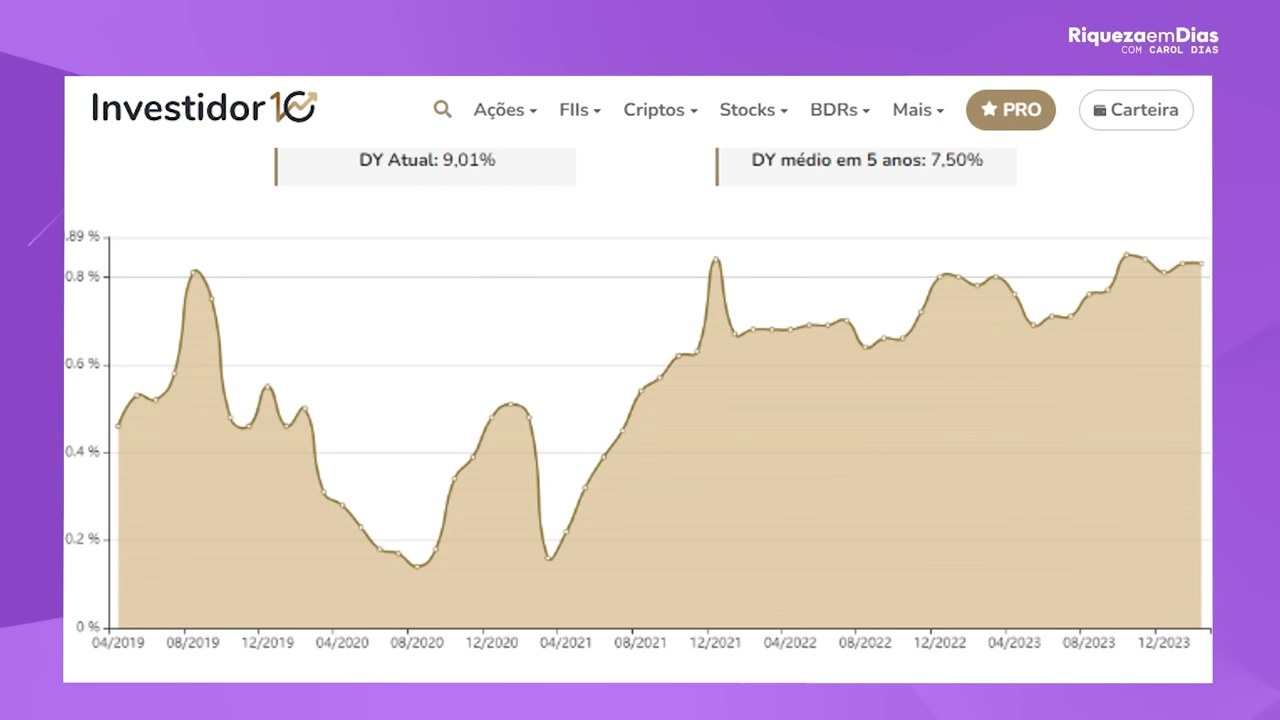 RiquezaemDias
COM CAROL DIAS
Investidor 10
Ações
FIIs
Criptos
Stocks
BDRs
Mais
PRO
Carteira
DY Atual: 9,01%
DY médio em 5 anos: 7,50%
.89 %
0.8 %
0.6 %
0.4 %
0.2 %
0 %
04/2019 08/2019 12/2019 04/2020 08/2020 12/2020 04/2021 08/2021 12/2021 04/2022 08/2022 12/2022 04/2023 08/2023 12/2023